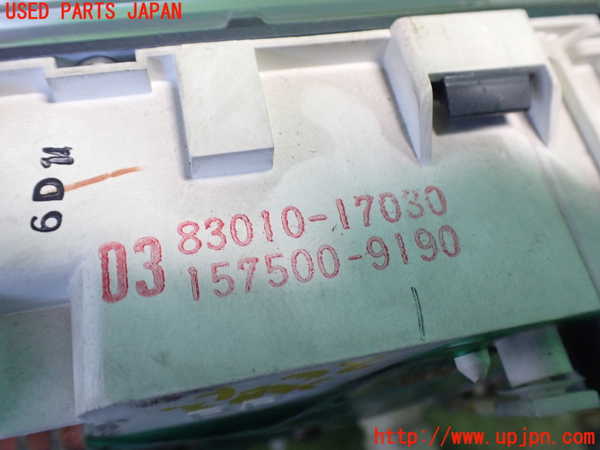 USED PARTS JAPAN
6D
03 83010-17030
157500-9190
http://www.upjpn.com/